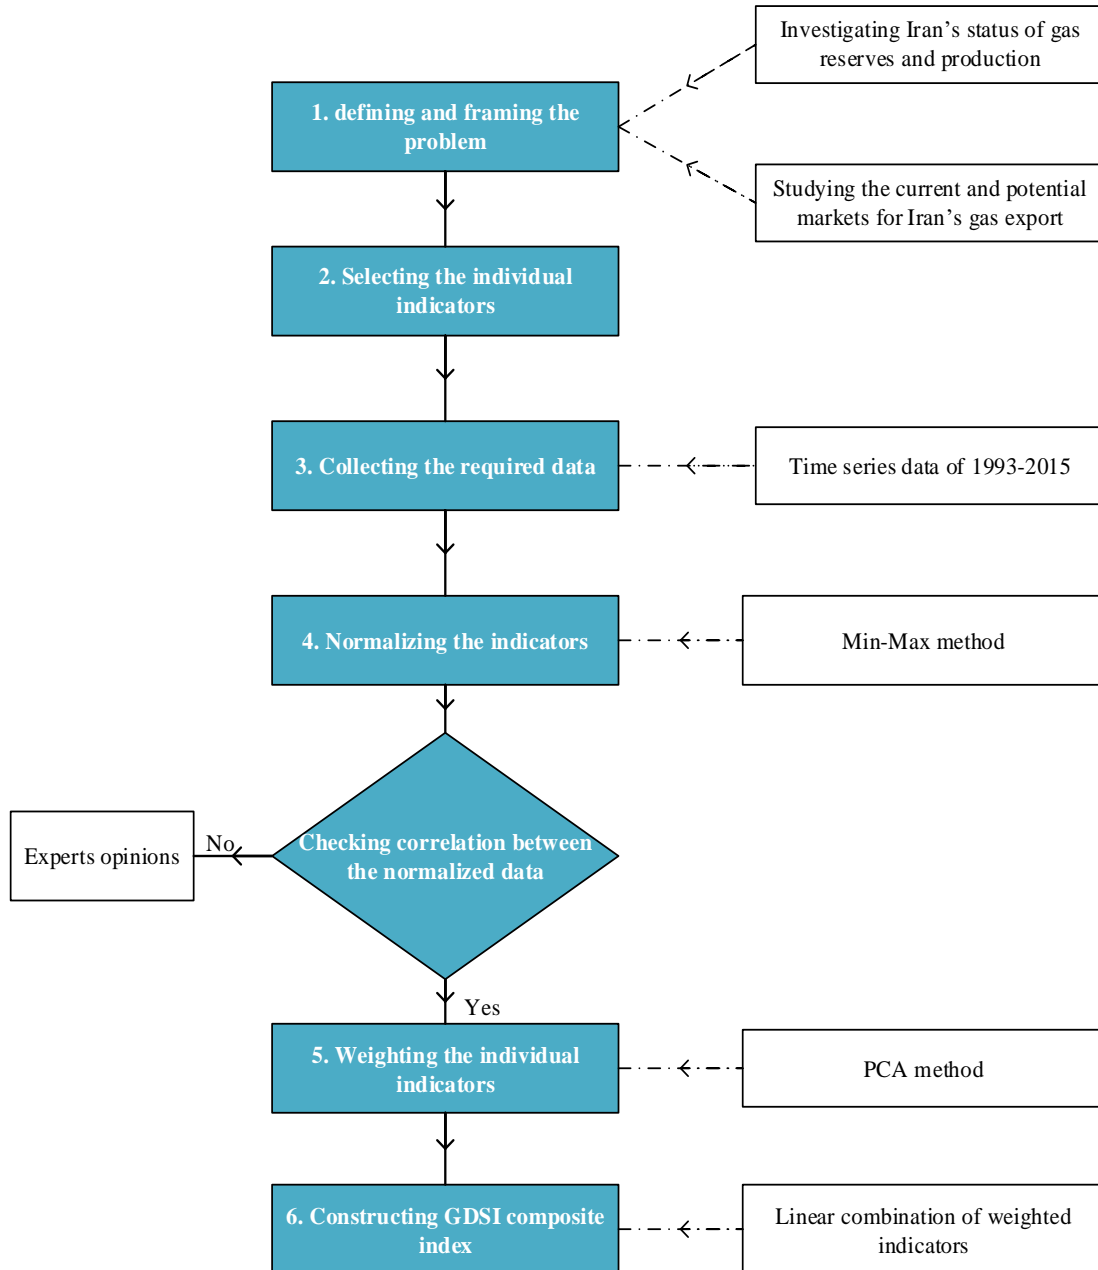 Investigating Iran's status of gas
reserves and production
1. defining and framing the
problem
Studying the current and potential
markets for Iran's gas export
2. Selecting the individual
indicators
3. Collecting the required data
Time series data of 1993-2015
4. Normalizing the indicators
Min-Max method
Checking correlation between
the normalized data
No
Experts opinions
Yes
5. Weighting the individual
indicators
PCA method
6. Constructing GDSI composite
index
Linear combination of weighted
indicators